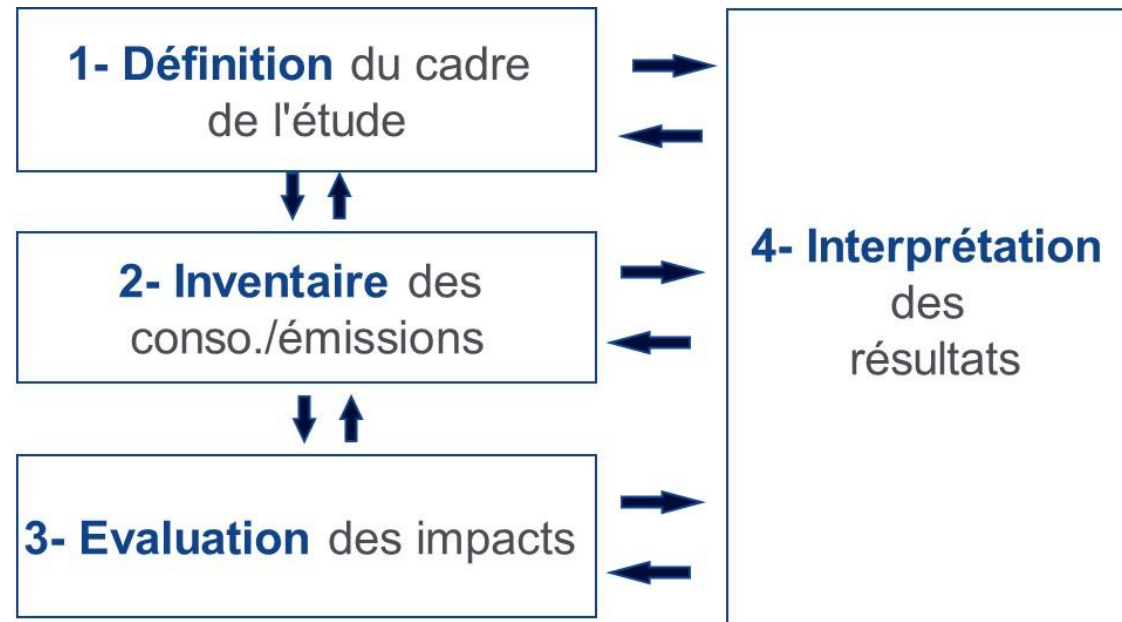 1- Définition du cadre
de l'étude
2- Inventaire des
conso./émissions
3- Evaluation des impacts
4- Interprétation
des
résultats